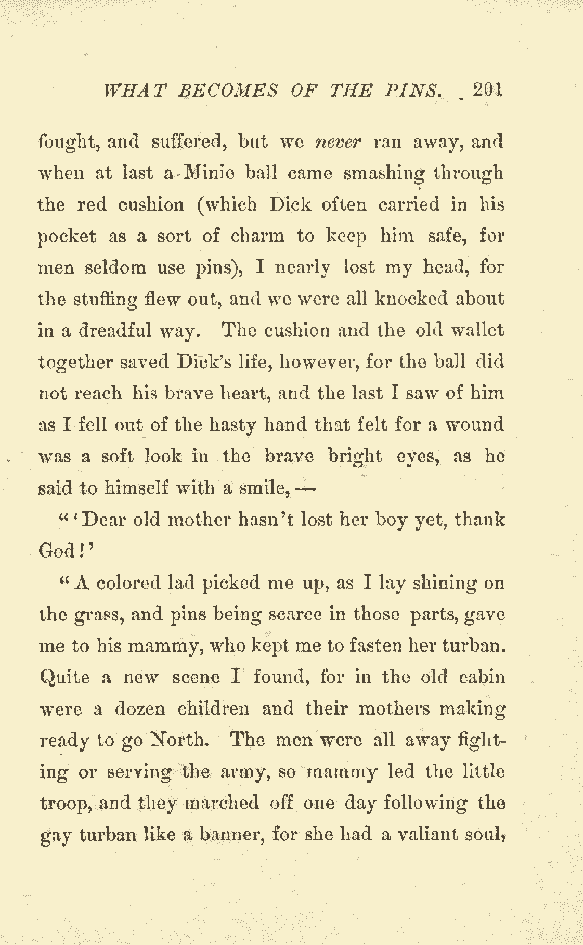 WHAT BECOMES OF THE PINS. 201
fought, and suffered, but we never ran away, and
when at last a Minie ball came smashing through
the red cushion (which Dick often carried in his
pocket as a sort of charm to keep him safe, for
men seldom use pins), I nearly lost my head, for
the stuffing flew out, and we were all knocked about
in a dreadful way. The cushion and the old wallet
together saved Dick's life, however, for the ball did
not reach his brave heart, and the last I saw of him
as I fell out of the hasty hand that felt for a wound
was a soft look in the brave bright eyes, as he
said to himself with a smile, —
"'Dear old mother hasn't lost her boy yet, thank
God!'
"A colored lad picked me up, as I lay shining on
the grass, and pins being scarce in those parts, gave
me to his mammy, who kept me to fasten her turban.
Quite a new scene I found, for in the old cabin
were a dozen children and their mothers making
ready to go North. The men were all away fight-
ing or serving the army, so mammy led the little
troop, and they marched off one day following the
gay turban like a banner, for she had a valiant soul,